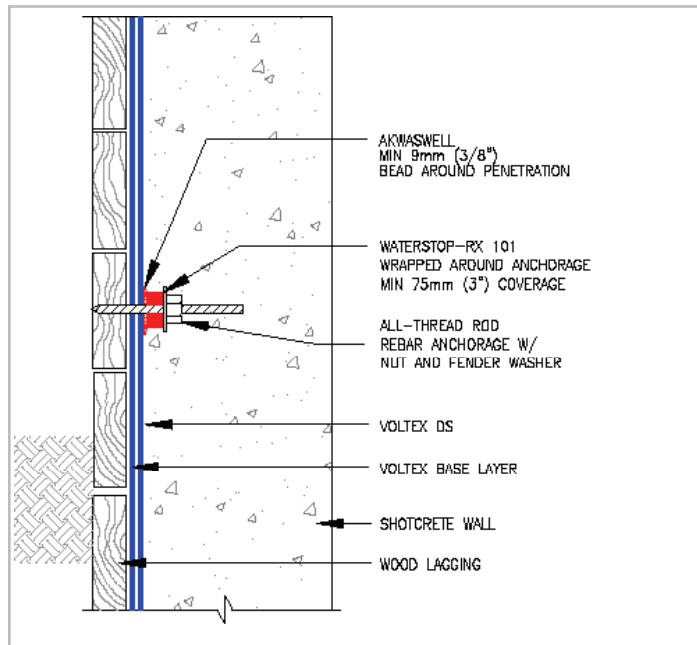 AKWASWELL
MIN 9mm (3/8")
BEAD AROUND PENETRATION
WATERSTOP-RX 101
WRAPPED AROUND ANCHORAGE
MIN 75mm (3") COVERAGE
ALL-THREAD ROD
REBAR ANCHORAGE W/
NUT AND FENDER WASHER
VOLTEX DS
VOLTEX BASE LAYER
SHOTCRETE WALL
WOOD LAGGING